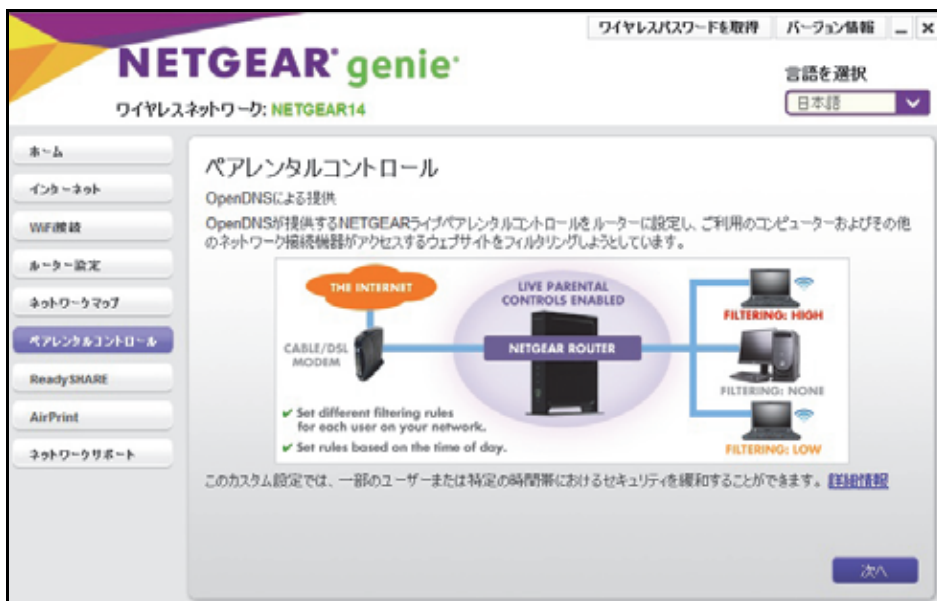 ワイヤレスパスワードを取得 バージョン情報
NETGEAR genie
言語を選択
日本語
ワイヤレスネットワーク: NETGEAR14
ホーム
インターネット
WiFi接続
ルーター設定
ネットワークマップ
ペアレンタルコントロール
ReadySHARE
AirPrint
ネットワークサポート
ペアレンタルコントロール
OpenDNSによる提供
OpenDNSが提供するNETGEARライブペアレンタルコントロールをルーターに設定し、ご利用のコンピューターおよびその他
のネットワーク接続機器がアクセスするウェブサイトをフィルタリングしようとしています。
THE INTERNET
LIVE PARENTAL
CONTROLS ENABLED
FILTERING: HIGH
CABLE/DSL
MODEM
NETGEAR ROUTER
FILTERING: NONE
✔ Set different filtering rules
for each user on your network.
✔ Set rules based on the time of day.
FILTERING: LOW
このカスタム設定では、一部のユーザーまたは特定の時間帯におけるセキュリティを緩和することができます。 詳細情報
次へ